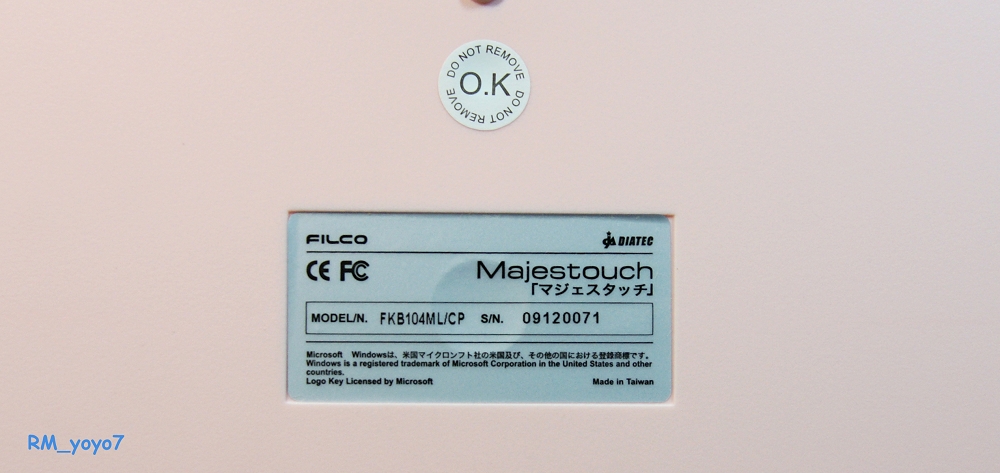 DO NOT REMOVE
O.K
DO NOT REMOVE
FILCO
DIATEC
CE FC
Majestouch
「マジェスタッチ」
MODEL/N. FKB104ML/CP S/N. 09120071
Microsoft Windowsは、米国マイクロンフト社の米国及び、その他の国における登録商標です。
Windows is a registered trademark of Microsoft Corporation in the United States and other
countries.
Logo Key Licensed by Microsoft
Made in Taiwan
RM_yoyo7